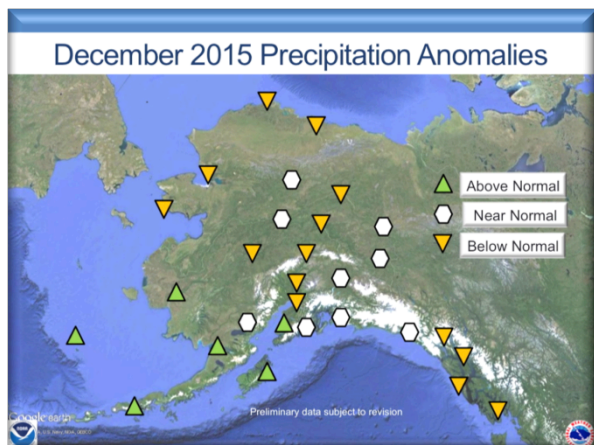 December 2015 Precipitation Anomalies
Above Normal
Near Normal
Below Normal
Preliminary data subject to revision
Google earth